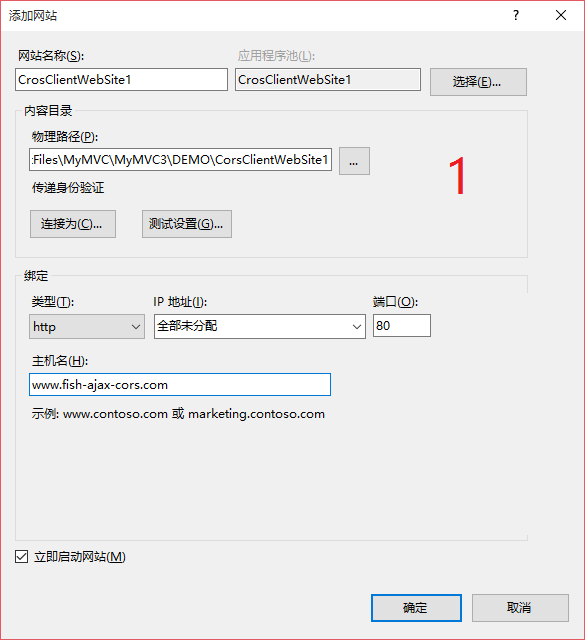 添加网站
网站名称(S): 应用程序池(L):
CrosClientWebSite1 CrosClientWebSite1 选择(E)...
内容目录
物理路径(P):
:Files\MyMVC\MyMVC3\DEMO\CorsClientWebSite1 ...
1
传递身份验证
连接为(C)... 测试设置(G)...
绑定
类型(T): IP 地址(I): 端口(O):
http 全部未分配 80
主机名(H):
www.fish-ajax-cors.com
示例: www.contoso.com 或 marketing.contoso.com
立即启动网站(M)
确定 取消